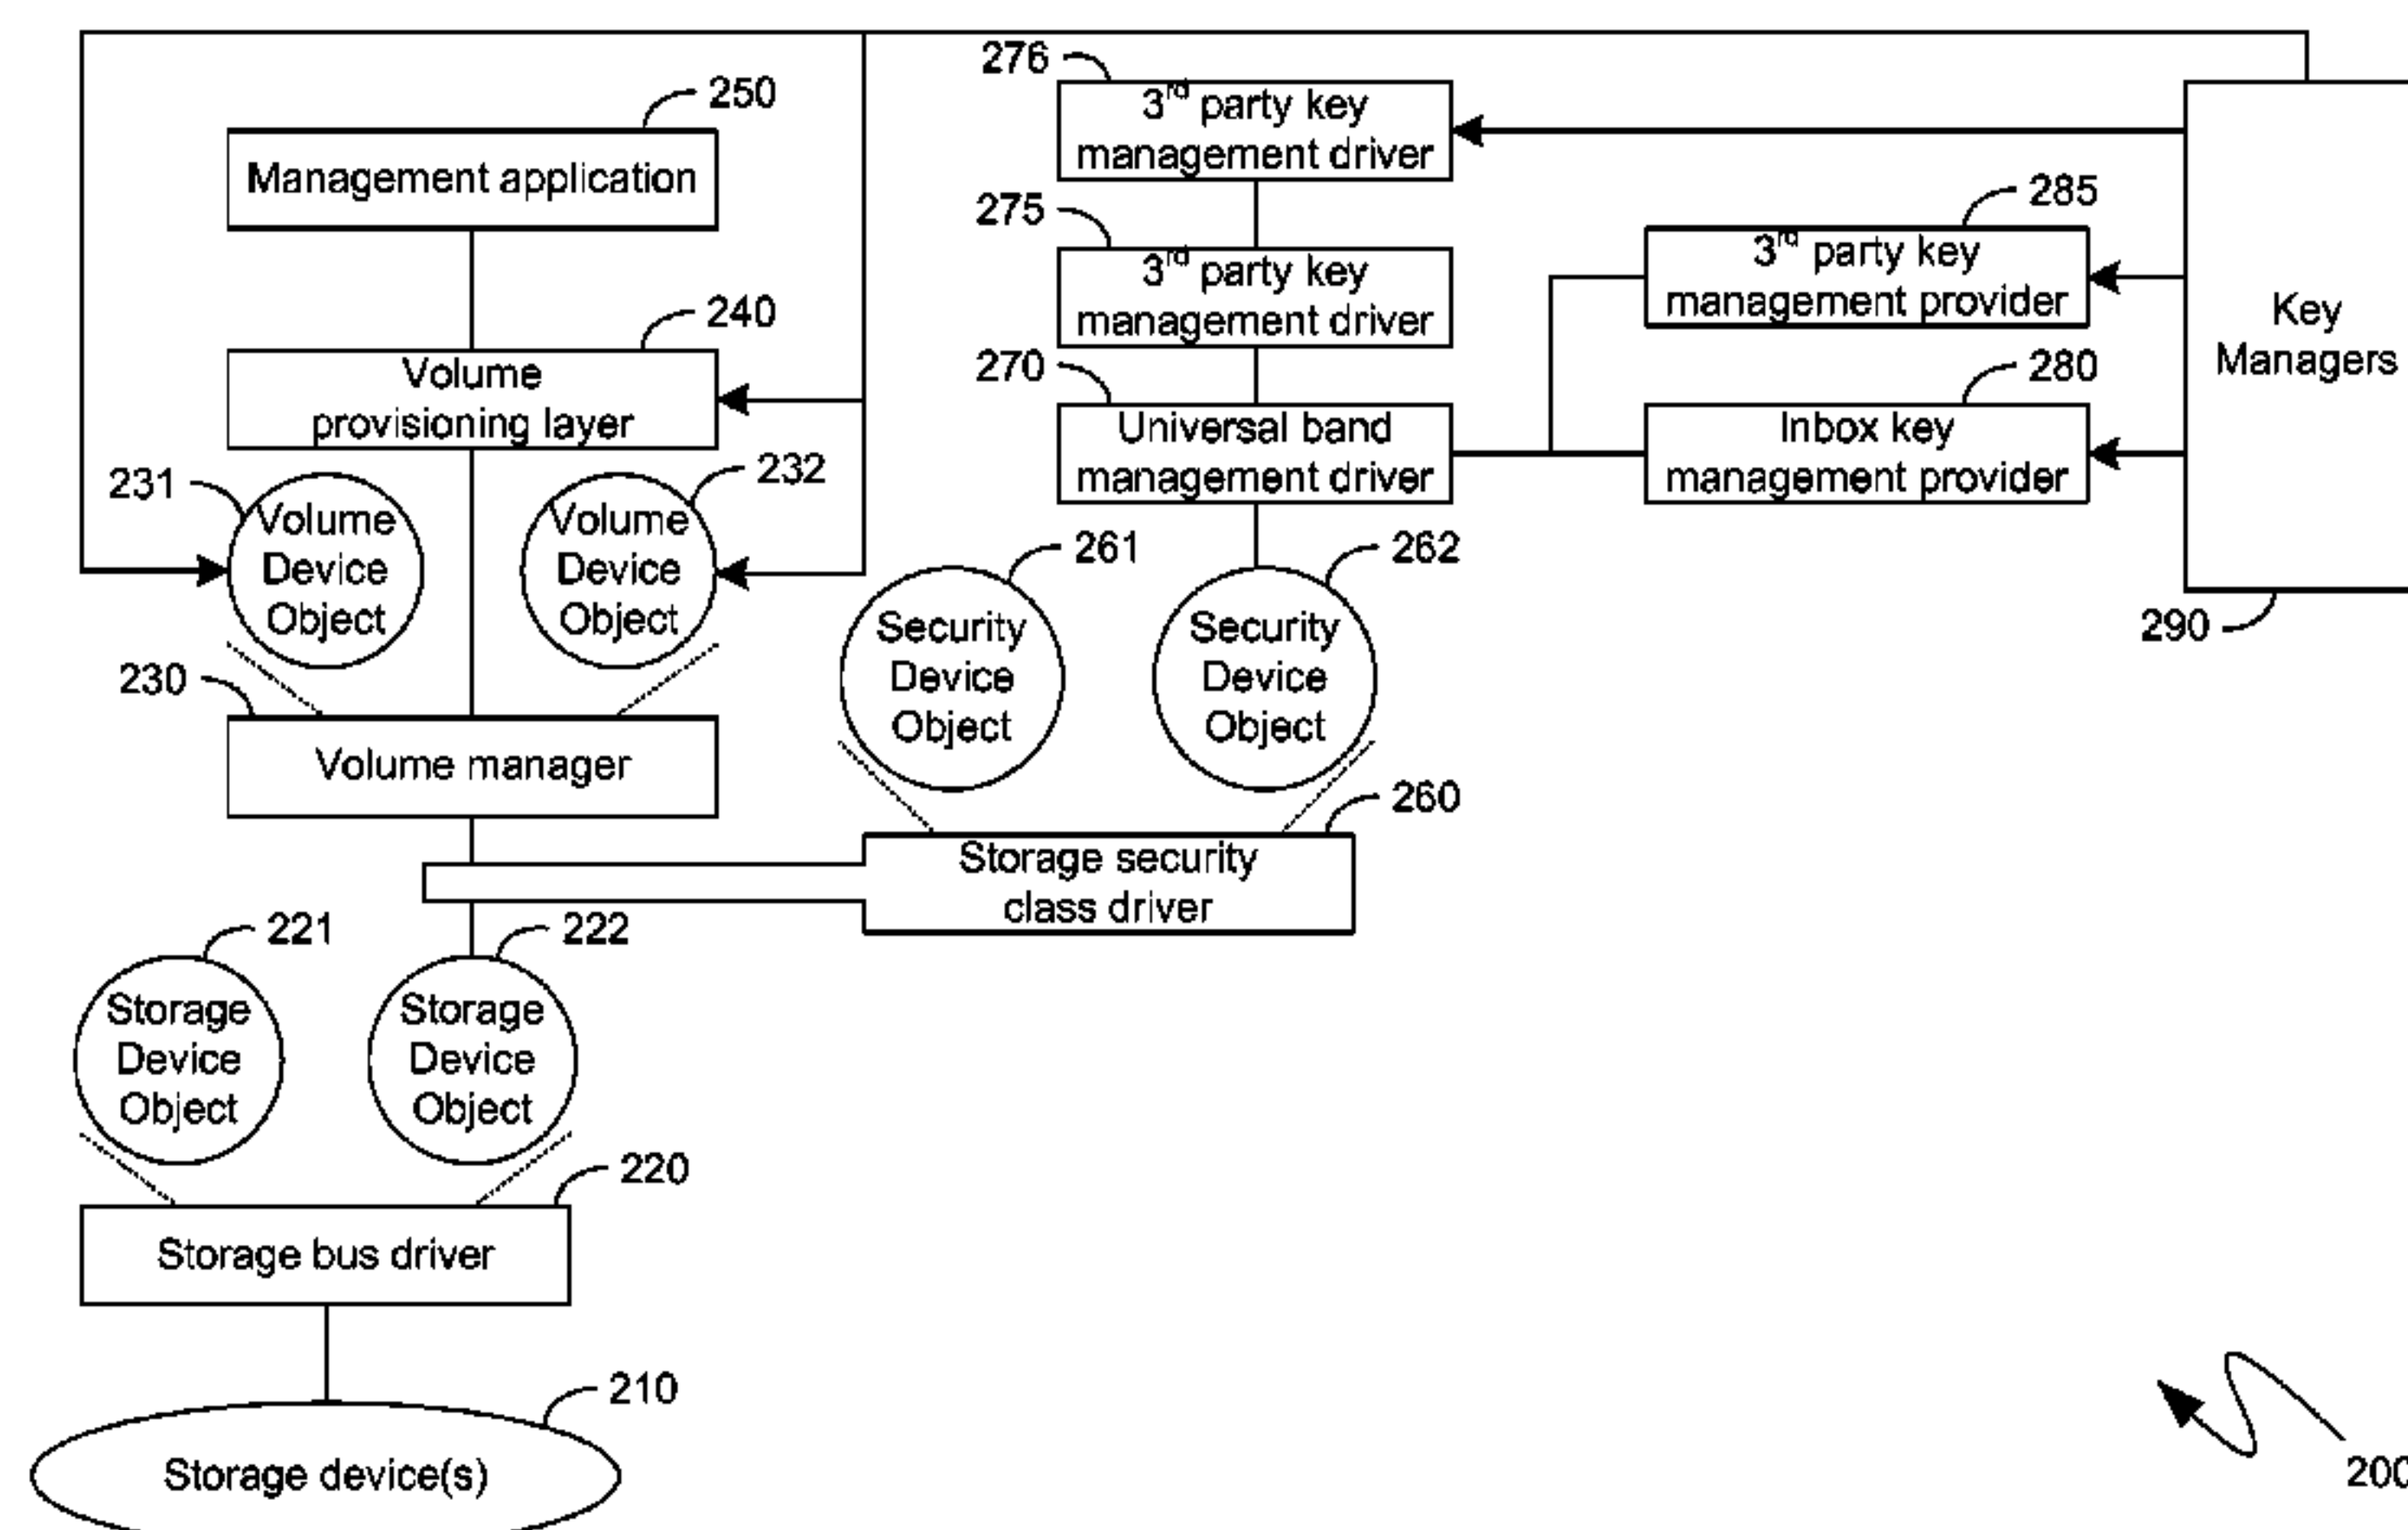 276
3rd party key
management driver
250
Management application
285
3rd party key
management provider
275
3rd party key
management driver
240
Volume
provisioning layer
Key
Managers
270
Universal band
management driver
280
Inbox key
management provider
231
Volume
Device
Object
232
Volume
Device
Object
261
Security
Device
Object
262
Security
Device
Object
290
230
Volume manager
260
Storage security
class driver
221
Storage
Device
Object
222
Storage
Device
Object
220
Storage bus driver
210
Storage device(s)
200